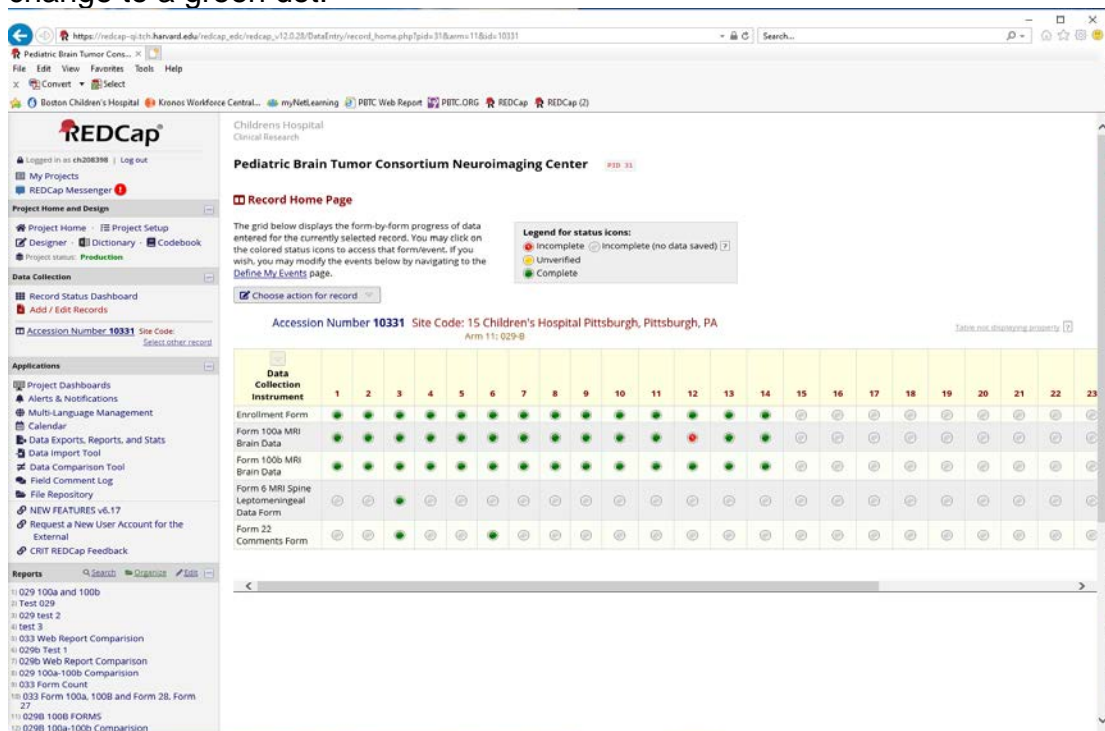 change to a green dot.
https://redcap-qi.tch.harvard.edu/redcap_edc/redcap_v12.0.28/DataEntry/record_home.php?pid=31&arm=11&id=10331
Search...
Pediatric Brain Tumor Cons...
File Edit View Favorites Tools Help
x Convert Select
Boston Children's Hospital Kronos Workforce Central... myNetLearning PBTC Web Report PBTC.ORG REDCap REDCap (2)
REDCap
Logged in as ch208398 | Log out
My Projects
REDCap Messenger
Project Home and Design
Project Home · Project Setup
Designer · Dictionary · Codebook
Project status: Production
Data Collection
Record Status Dashboard
Add / Edit Records
Accession Number 10331 Site Code:
Select other record
Applications
Project Dashboards
Alerts & Notifications
Multi-Language Management
Calendar
Data Exports, Reports, and Stats
Data Import Tool
Data Comparison Tool
Field Comment Log
File Repository
NEW FEATURES v6.17
Request a New User Account for the
External
CRIT REDCap Feedback
Reports Search Organize Edit
1) 029 100a and 100b
2) Test 029
3) 029 test 2
4) test 3
5) 033 Web Report Comparision
6) 029b Test 1
7) 029b Web Report Comparison
8) 029 100a-100b Comparision
9) 033 Form Count
10) 033 Form 100a, 100B and Form 28, Form
27
11) 029B 100B FORMS
12) 029B 100a-100b Comparision
Childrens Hospital
Clinical Research
Pediatric Brain Tumor Consortium Neuroimaging Center PID 31
Record Home Page
The grid below displays the form-by-form progress of data
entered for the currently selected record. You may click on
the colored status icons to access that form/event. If you
wish, you may modify the events below by navigating to the
Define My Events page.
Legend for status icons:
Incomplete Incomplete (no data saved) ?
Unverified
Complete
Choose action for record
Accession Number 10331 Site Code: 15 Children's Hospital Pittsburgh, Pittsburgh, PA
Arm 11: 029-B
Table not displaying properly ?
Data
Collection
Instrument 1 2 3 4 5 6 7 8 9 10 11 12 13 14 15 16 17 18 19 20 21 22 23
Enrollment Form
Form 100a MRI
Brain Data
Form 100b MRI
Brain Data
Form 6 MRI Spine
Leptomeningeal
Data Form
Form 22
Comments Form